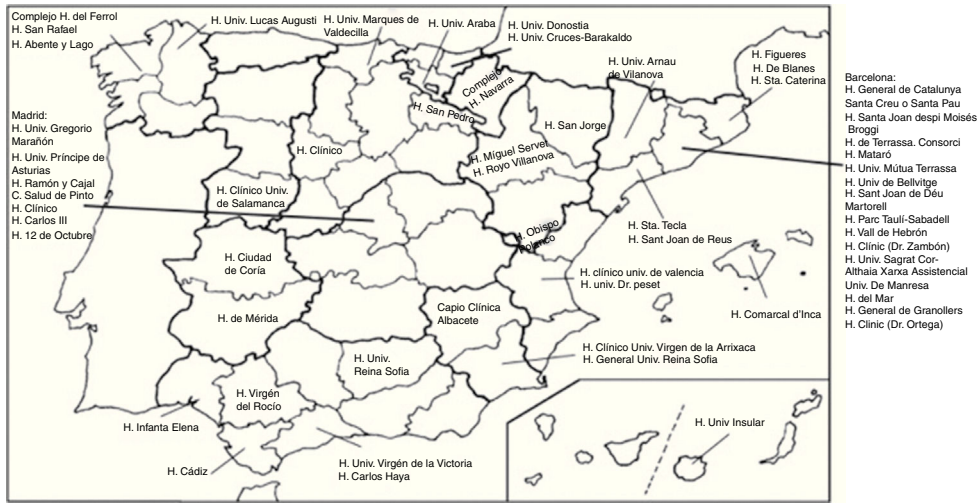 Complejo H. del Ferrol
H. San Rafael
H. Abente y Lago
H. Univ. Lucas Augusti
H. Univ. Marques de
Valdecilla
H. Univ. Araba
H. Univ. Donostia
H. Univ. Cruces-Barakaldo
H. Univ. Arnau
de Vilanova
H. Figueres
H. De Blanes
H. Sta. Caterina
Madrid:
H. Univ. Gregorio
Marañón
H. Univ. Príncipe de
Asturias
H. Ramón y Cajal
C. Salud de Pinto
H. Clínico
H. Carlos III
H. 12 de Octubre
Complejo
H. Navarra
H. San Pedro
H. San Jorge
H. Clínico
H. Miguel Servet
H. Royo Villanova
H. Clínico Univ.
de Salamanca
H. Obispo
Polanco
H. Sta. Tecla
H. Sant Joan de Reus
H. Ciudad
de Coría
H. clínico univ. de valencia
H. univ. Dr. peset
H. de Mérida
Capio Clínica
Albacete
H. Comarcal d'Inca
H. Clínico Univ. Virgen de la Arrixaca
H. General Univ. Reina Sofia
H. Univ.
Reina Sofia
H. Virgén
del Rocío
H. Infanta Elena
H. Cádiz
H. Univ. Virgén de la Victoria
H. Carlos Haya
H. Univ Insular
Barcelona:
H. General de Catalunya
Santa Creu o Santa Pau
H. Santa Joan despi Moisés
Broggi
H. de Terrassa. Consorci
H. Mataró
H. Univ. Mútua Terrassa
H. Univ de Bellvitge
H. Sant Joan de Déu
Martorell
H. Parc Taulí-Sabadell
H. Vall de Hebrón
H. Clínic (Dr. Zambón)
H. Univ. Sagrat Cor-
Althaia Xarxa Assistencial
Univ. De Manresa
H. del Mar
H. General de Granollers
H. Clinic (Dr. Ortega)